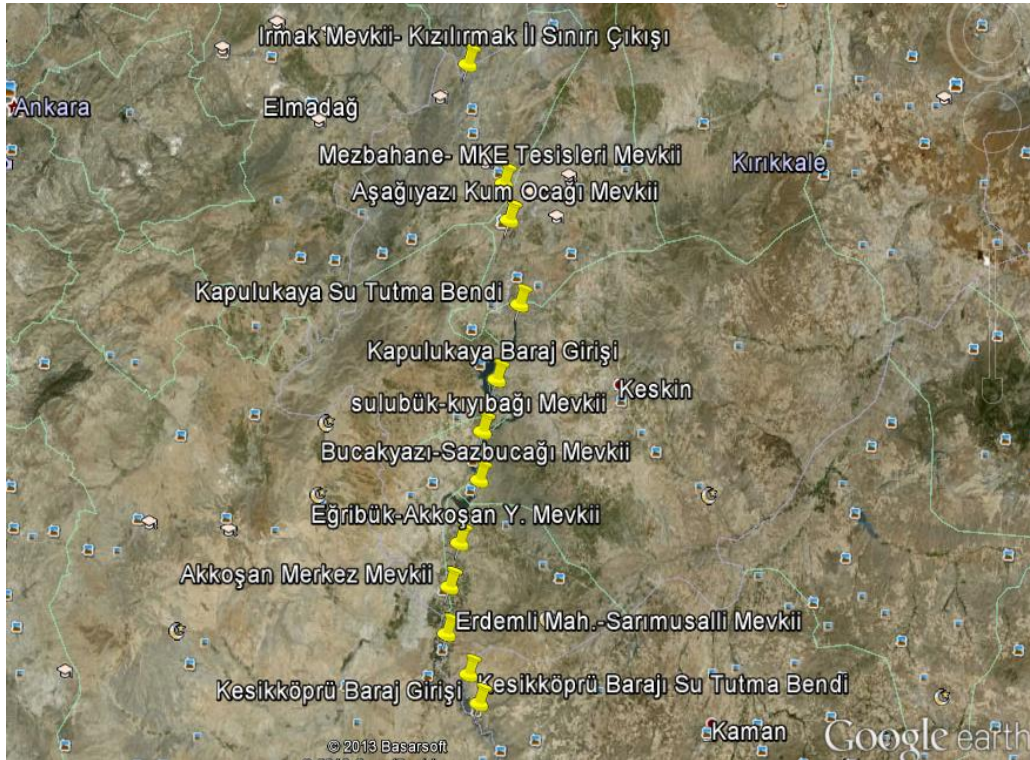 Irmak Mevkii- Kızılırmak İl Sınırı Çıkışı
Ankara
Elmadağ
Mezbahane- MKE Tesisleri Mevkii
Kırıkkale
Aşağıyazı Kum Ocağı Mevkii
Kapulukaya Su Tutma Bendi
Kapulukaya Baraj Girişi
Keskin
sulubük-kıyıbağı Mevkii
Bucakyazı-Sazbucağı Mevkii
Eğribük-Akkoşan Y. Mevkii
Akkoşan Merkez Mevkii
Erdemli Mah.-Sarımusalli Mevkii
Kesikköprü Baraj Girişi
Kesikköprü Barajı Su Tutma Bendi
Kaman
© 2013 Basarsoft
Google earth